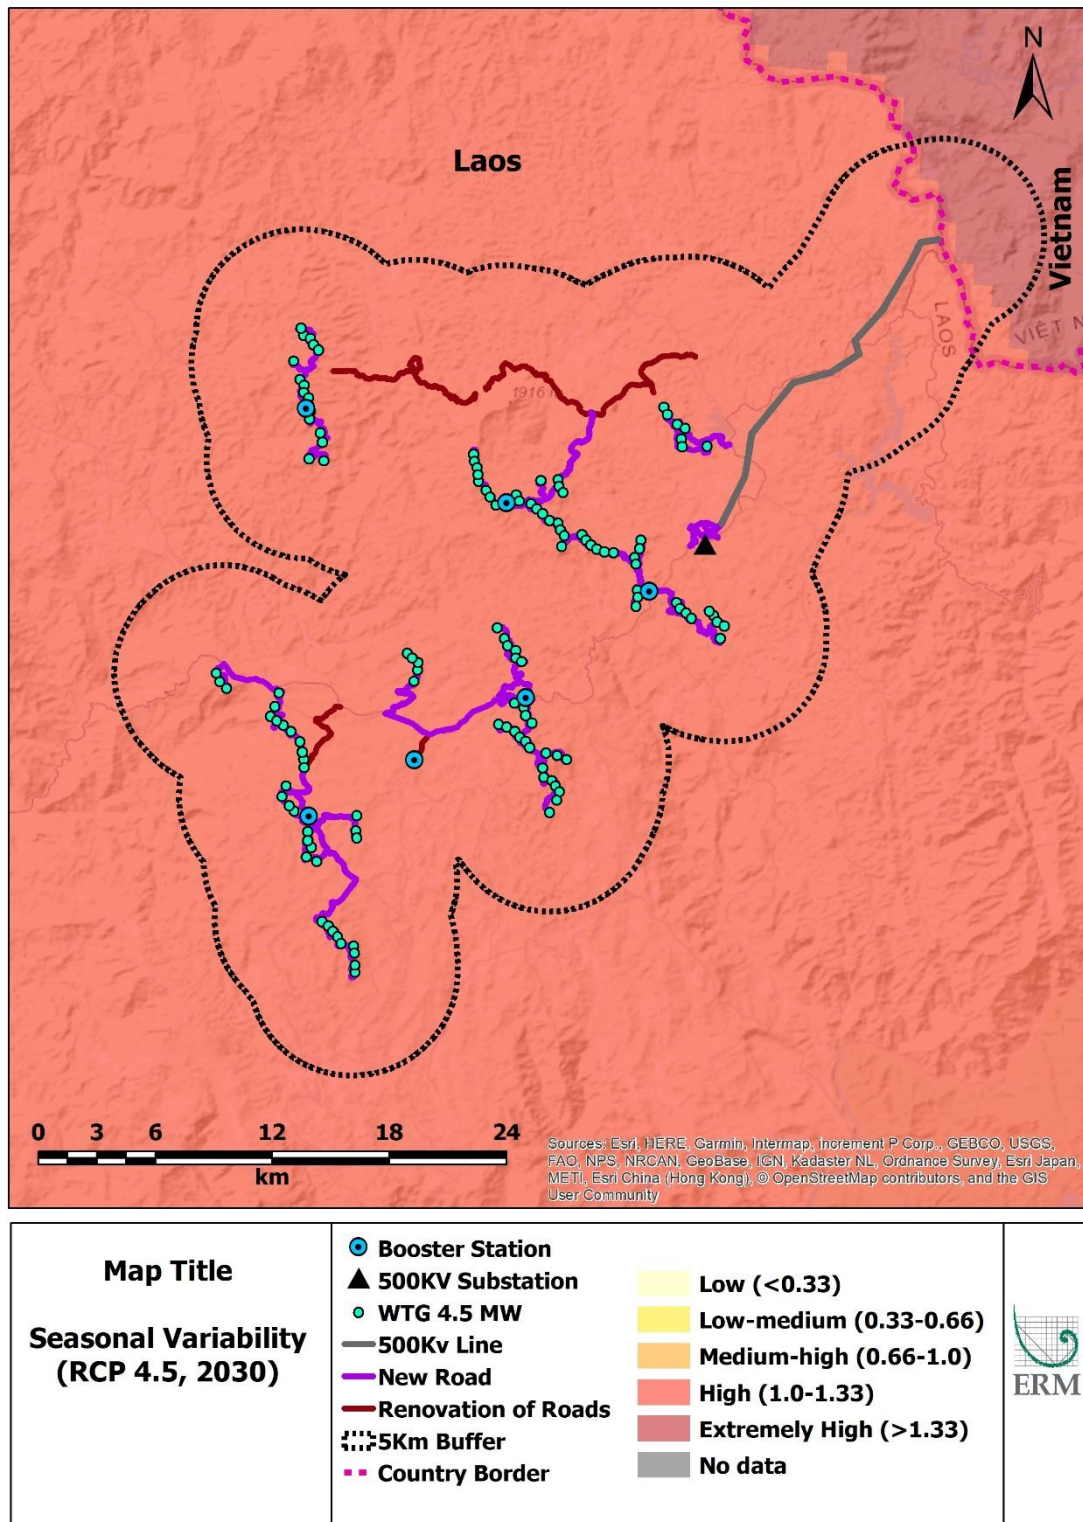 N
Laos
Vietnam
LAOS
VIÊT N
1916
0 3 6 12 18 24
km
Sources: Esri, HERE, Garmin, Intermap, increment P Corp., GEBCO, USGS,
FAO, NPS, NRCAN, GeoBase, IGN, Kadaster NL, Ordnance Survey, Esri Japan,
METI, Esri China (Hong Kong), © OpenStreetMap contributors, and the GIS
User Community
Map Title
Seasonal Variability
(RCP 4.5, 2030)
Booster Station
500KV Substation
WTG 4.5 MW
500Kv Line
New Road
Renovation of Roads
5Km Buffer
Country Border
Low (<0.33)
Low-medium (0.33-0.66)
Medium-high (0.66-1.0)
High (1.0-1.33)
Extremely High (>1.33)
No data
ERM